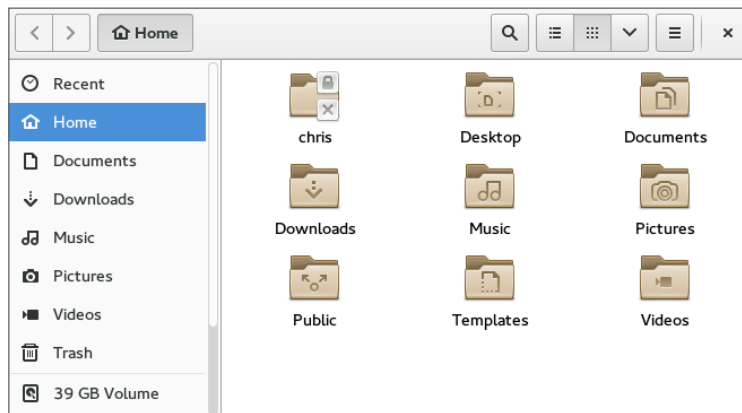 Home
Recent
Home
Documents
Downloads
Music
Pictures
Videos
Trash
39 GB Volume
chris
Desktop
Documents
Downloads
Music
Pictures
Public
Templates
Videos